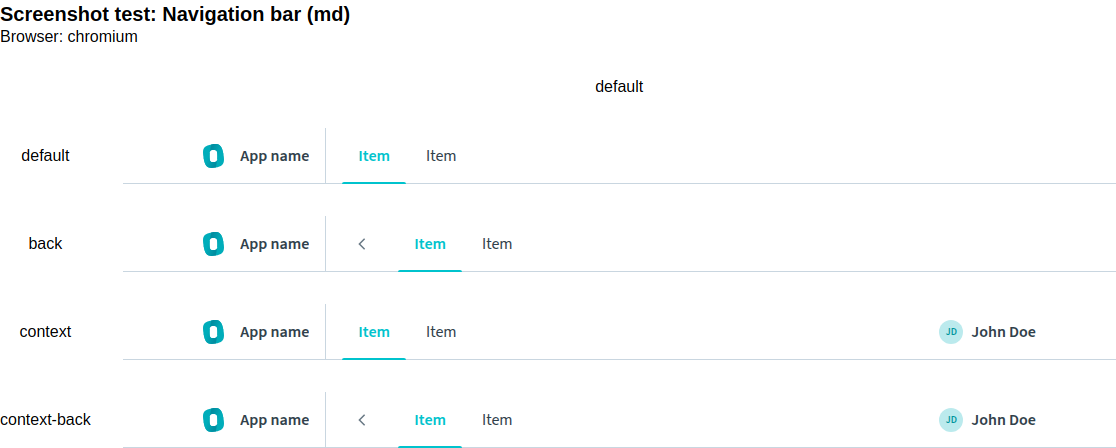 Screenshot test: Navigation bar (md)
Browser: chromium
default
default App name Item Item
back App name Item Item
context App name Item Item JD John Doe
context-back App name Item Item JD John Doe